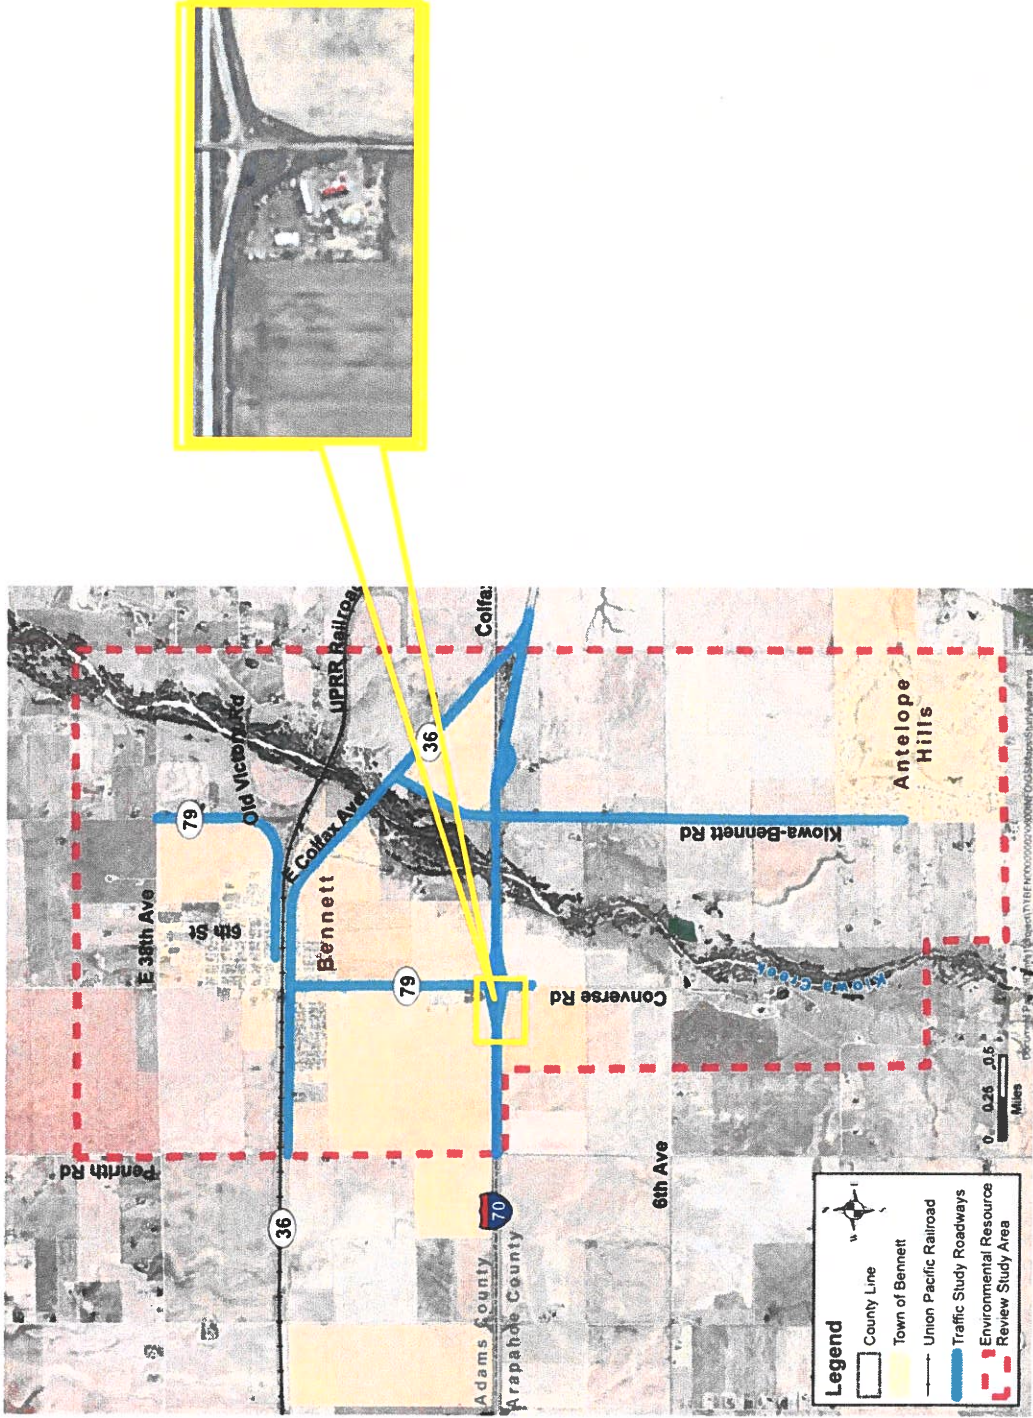 E 38th Ave
Penrith Rd
79
Old Victory Rd
6th St
UPRR Railroad
E Colfax Ave
Bennett
36
36
Colfa
79
70
Adams County
Arapahoe County
Converse Rd
Kiowa-Bennett Rd
Kiowa Creek
6th Ave
Antelope
Hills
0 0.25 0.5
Miles
Legend
County Line
Town of Bennett
Union Pacific Railroad
Traffic Study Roadways
Environmental Resource
Review Study Area
W